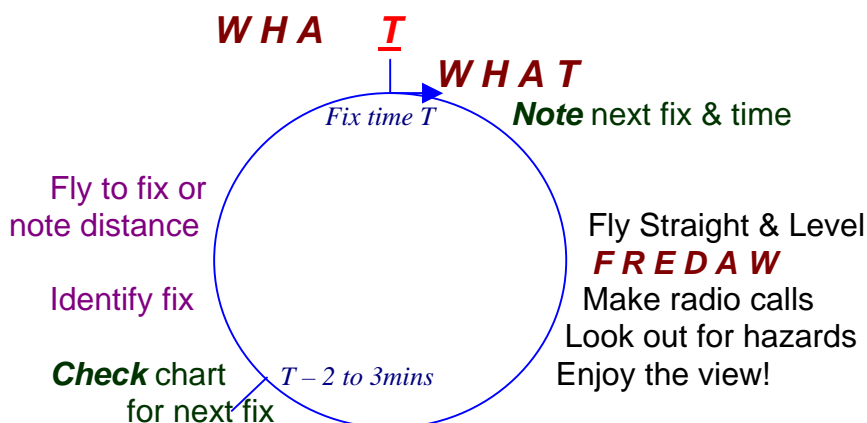 W H A T
W H A T
Fix time T
Note next fix & time
Fly to fix or
note distance
Fly Straight & Level
F R E D A W
Identify fix
Make radio calls
Look out for hazards
Check chart
for next fix
T – 2 to 3mins
Enjoy the view!